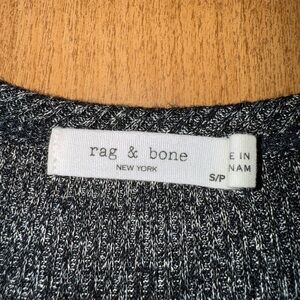 rag & bone
NEW YORK
S/P
E IN
NAM